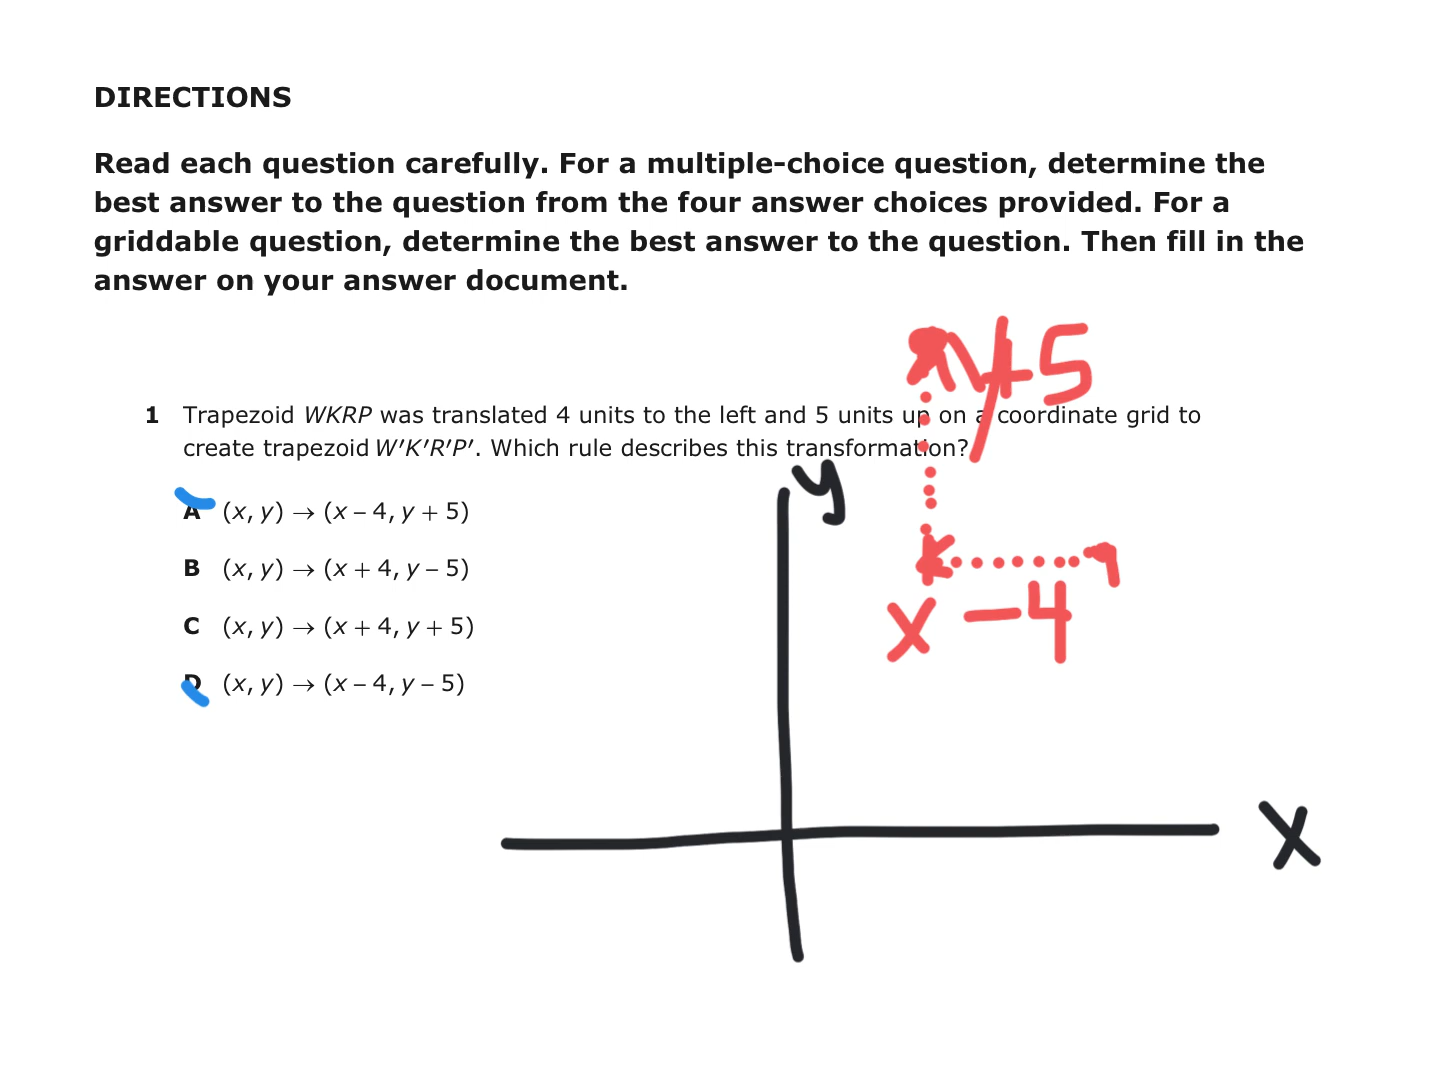 DIRECTIONS
Read each question carefully. For a multiple-choice question, determine the
best answer to the question from the four answer choices provided. For a
griddable question, determine the best answer to the question. Then fill in the
answer on your answer document.
y+5
1 Trapezoid WKRP was translated 4 units to the left and 5 units up on a coordinate grid to
create trapezoid W′K′R′P′. Which rule describes this transformation?
y
A (x, y) → (x – 4, y + 5)
B (x, y) → (x + 4, y – 5)
x – 4
C (x, y) → (x + 4, y + 5)
D (x, y) → (x – 4, y – 5)
x